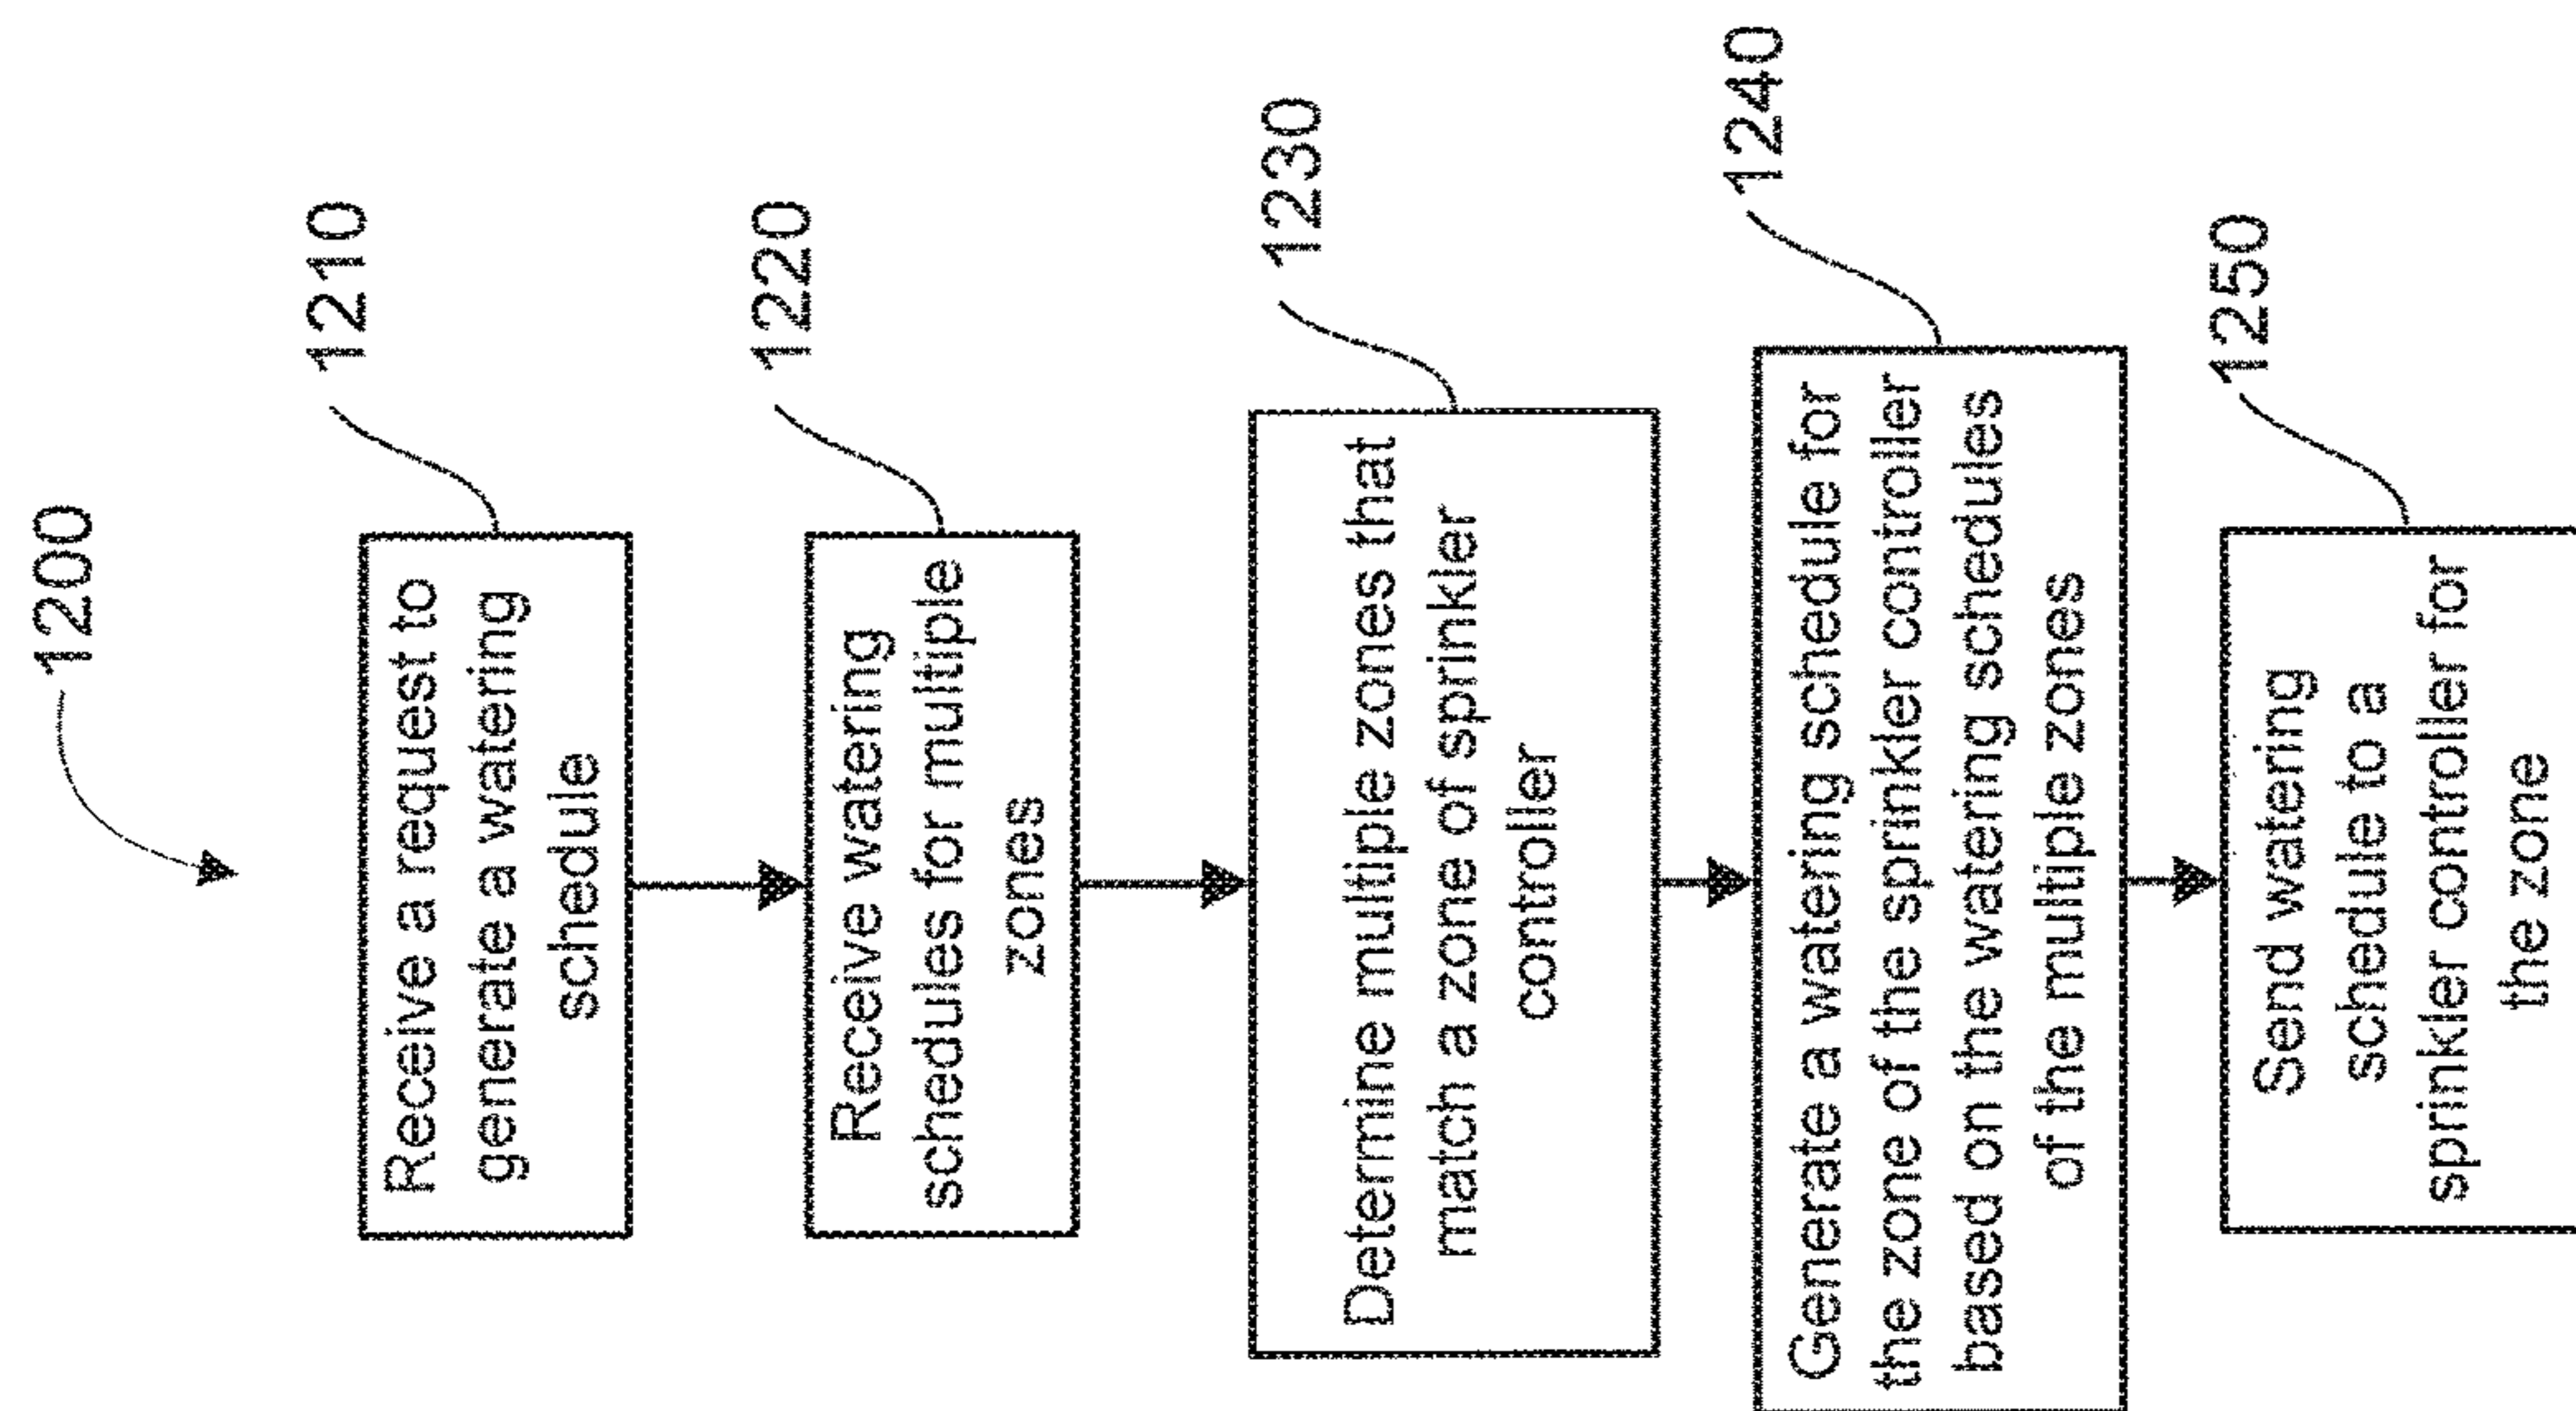 1200
1210
Receive a request to
generate a watering
schedule
1220
Receive watering
schedules for multiple
zones
1230
Determine multiple zones that
match a zone of sprinkler
controller
1240
Generate a watering schedule for
the zone of the sprinkler controller
based on the watering schedules
of the multiple zones
1250
Send watering
schedule to a
sprinkler controller for
the zone